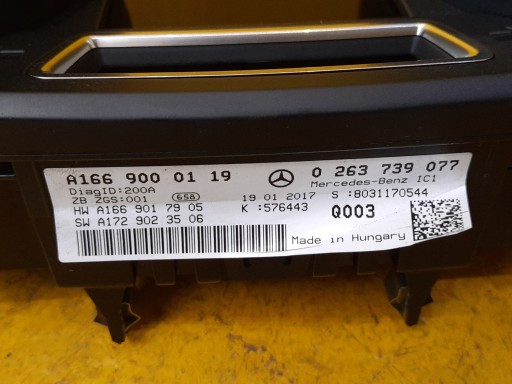 A166 900 01 19 0 263 739 077
DiagID:200A Mercedes-Benz IC1
ZB ZGS:001 658 19 01 2017 S :8031170544
HW A166 901 79 05 K :576443 Q003
SW A172 902 35 06
Made in Hungary